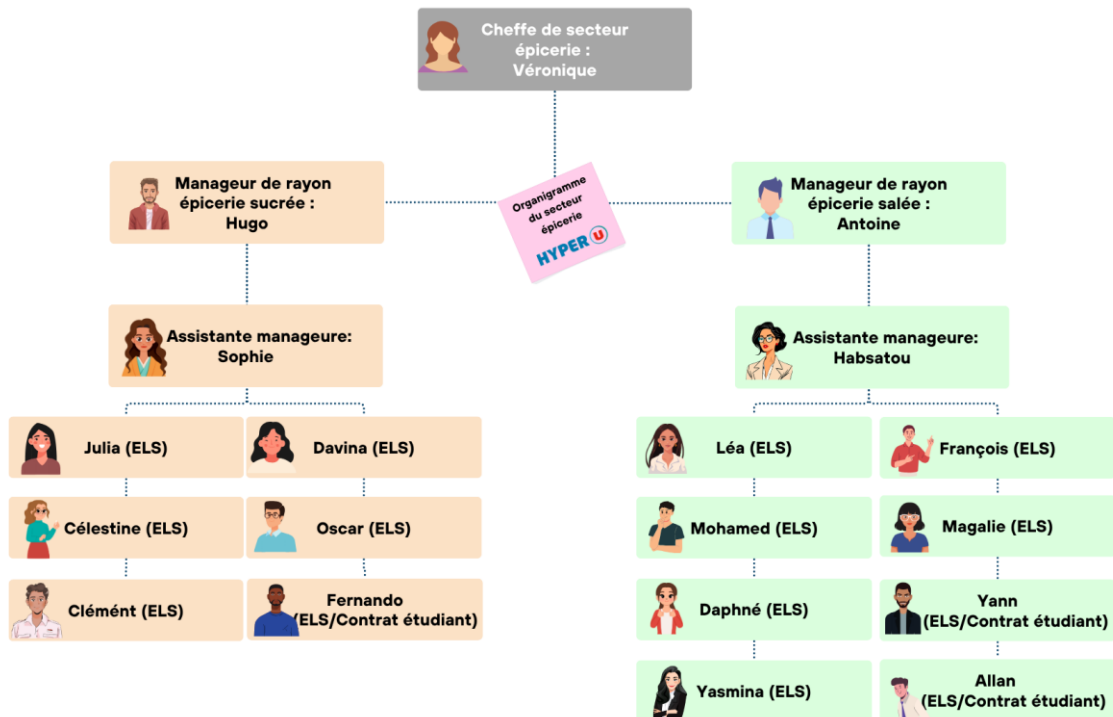 Cheffe de secteur
épicerie :
Véronique
Organigramme
du secteur
épicerie
HYPER U
Manageur de rayon
épicerie sucrée :
Hugo
Manageur de rayon
épicerie salée :
Antoine
Assistante manageure:
Sophie
Assistante manageure:
Habsatou
Julia (ELS)
Davina (ELS)
Célestine (ELS)
Oscar (ELS)
Clémént (ELS)
Fernando
(ELS/Contrat étudiant)
Léa (ELS)
François (ELS)
Mohamed (ELS)
Magalie (ELS)
Daphné (ELS)
Yann
(ELS/Contrat étudiant)
Yasmina (ELS)
Allan
(ELS/Contrat étudiant)